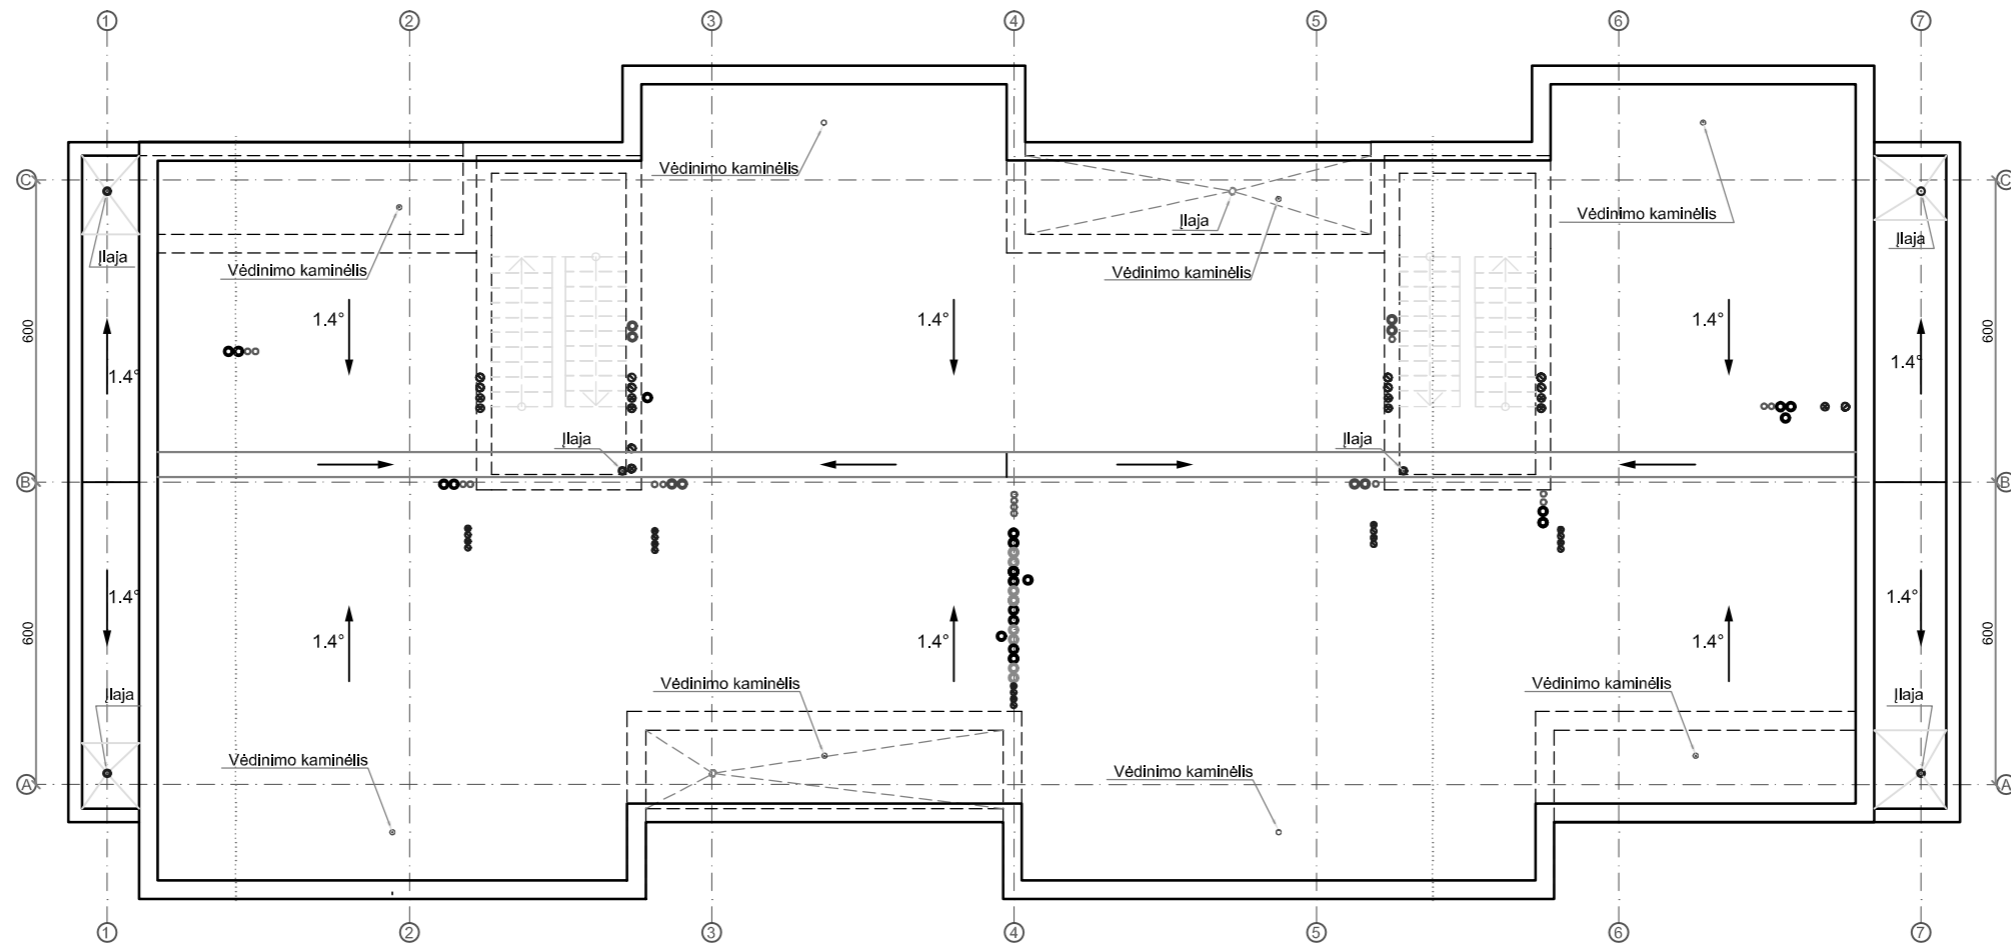 1 2 3 4 5 6 7
Vėdinimo kaminėlis
C C
Įlaja Vėdinimo kaminėlis
Įlaja Įlaja
Vėdinimo kaminėlis Vėdinimo kaminėlis
1.4° 1.4° 1.4°
600 600
1.4° 1.4°
Įlaja Įlaja
B B
1.4° 1.4°
600 600
1.4° 1.4° 1.4°
Vėdinimo kaminėlis Vėdinimo kaminėlis
Įlaja Įlaja
Vėdinimo kaminėlis Vėdinimo kaminėlis
A A
1 2 3 4 5 6 7